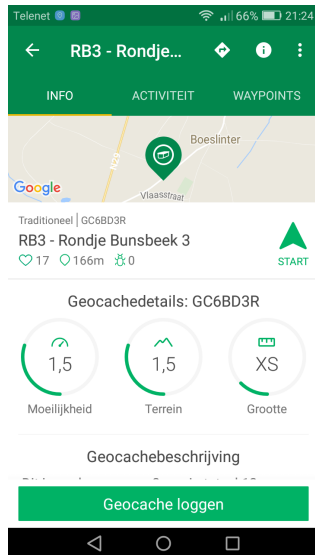 Telenet 66% 21:24
RB3 - Rondje...
INFO ACTIVITEIT WAYPOINTS
Boeslinter
N29
Vlaasstraat
Google
Traditioneel | GC6BD3R
RB3 - Rondje Bunsbeek 3
17 166m 0
START
Geocachedetails: GC6BD3R
1,5 1,5 XS
Moeilijkheid Terrein Grootte
Geocachebeschrijving
Geocache loggen